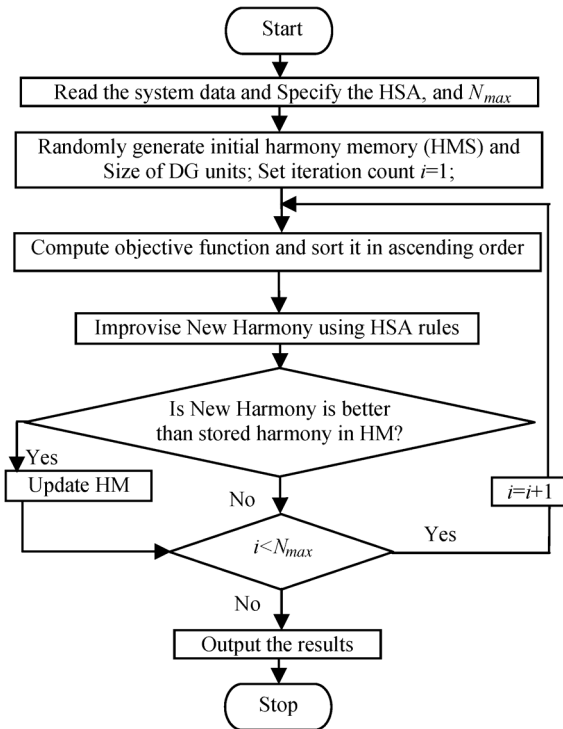 Start
Read the system data and Specify the HSA, and Nmax
Randomly generate initial harmony memory (HMS) and
Size of DG units; Set iteration count i=1;
Compute objective function and sort it in ascending order
Improvise New Harmony using HSA rules
Is New Harmony is better
than stored harmony in HM?
Yes
Update HM
No
i=i+1
i<Nmax
Yes
No
Output the results
Stop